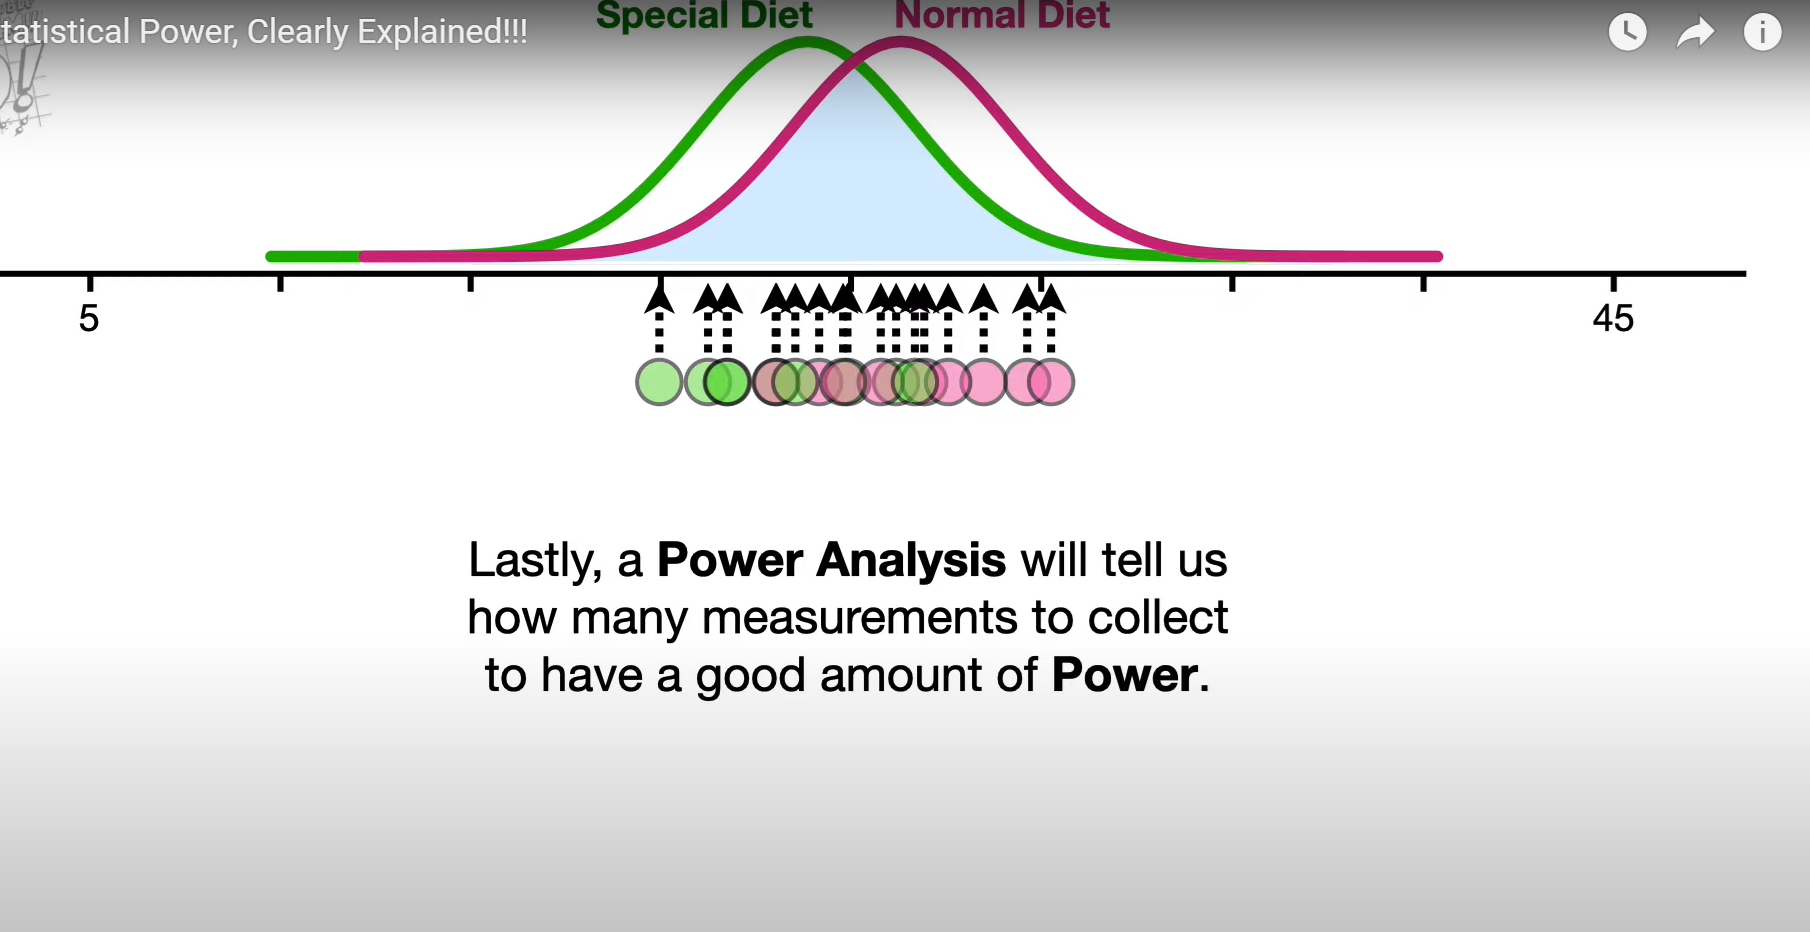 tatistical Power, Clearly Explained!!!
Special Diet
Normal Diet
5
45
Lastly, a Power Analysis will tell us
how many measurements to collect
to have a good amount of Power.